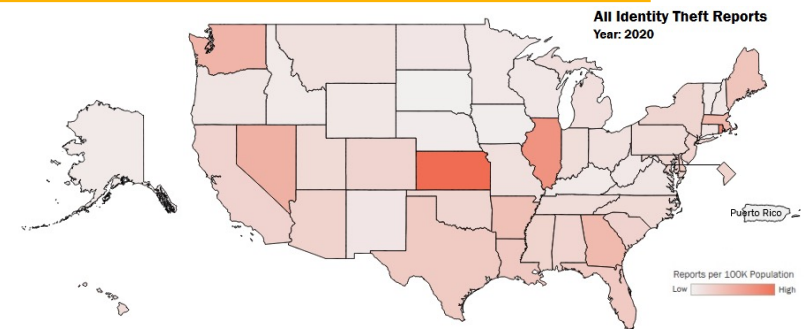 All Identity Theft Reports
Year: 2020
Puerto Rico
Reports per 100K Population
Low High